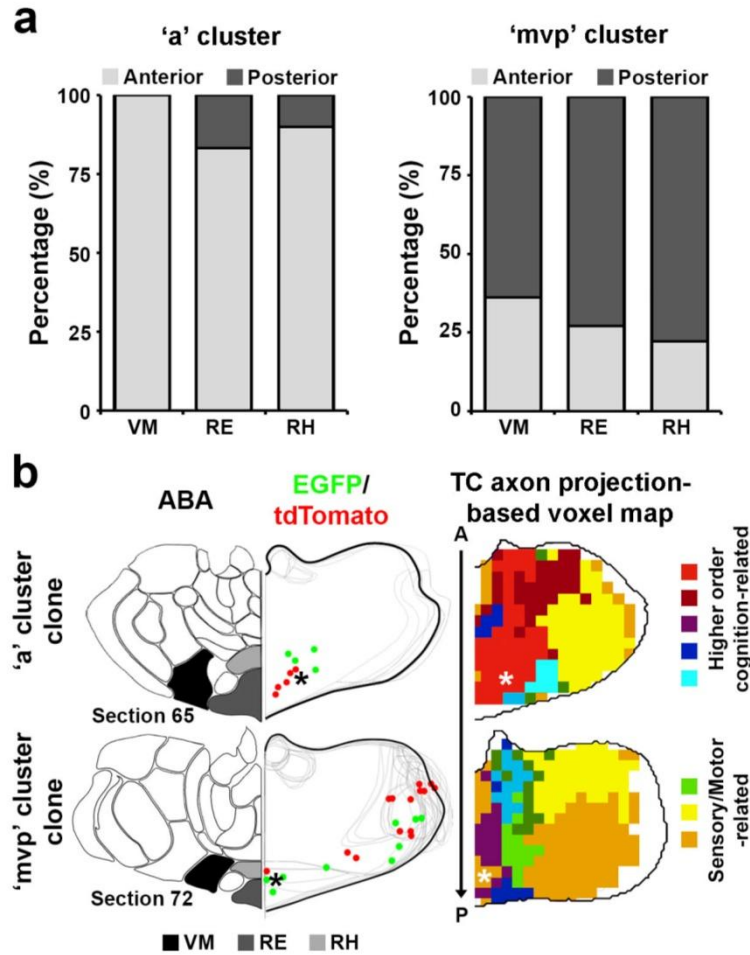 a
'a' cluster
Anterior Posterior
Percentage (%)
100
75
50
25
0
VM RE RH
'mvp' cluster
Anterior Posterior
Percentage (%)
100
75
50
25
0
VM RE RH
b
ABA
EGFP/
tdTomato
TC axon projection-
based voxel map
'a' cluster
clone
Section 65
*
A
*
Higher order
cognition-related
'mvp' cluster
clone
Section 72
*
*
P
Sensory/Motor
-related
VM RE RH